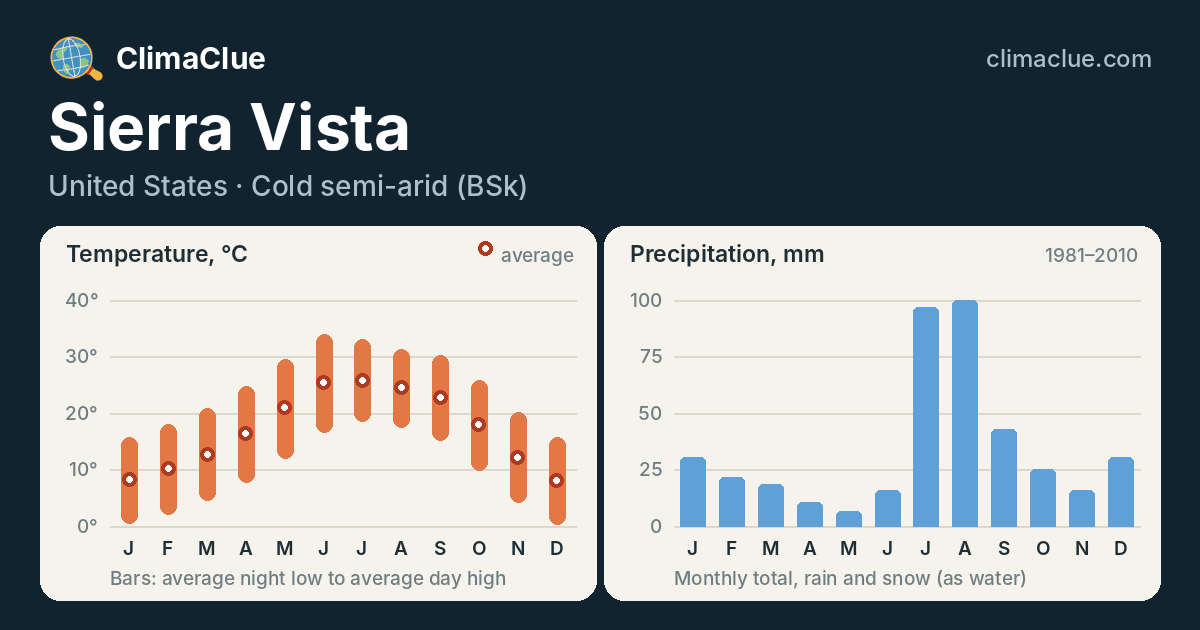 ClimaClue
climaclue.com
Sierra Vista
United States · Cold semi-arid (BSk)
Temperature, °C
average
40°
30°
20°
10°
0°
J F M A M J J A S O N D
Bars: average night low to average day high
Precipitation, mm
1981–2010
100
75
50
25
0
J F M A M J J A S O N D
Monthly total, rain and snow (as water)